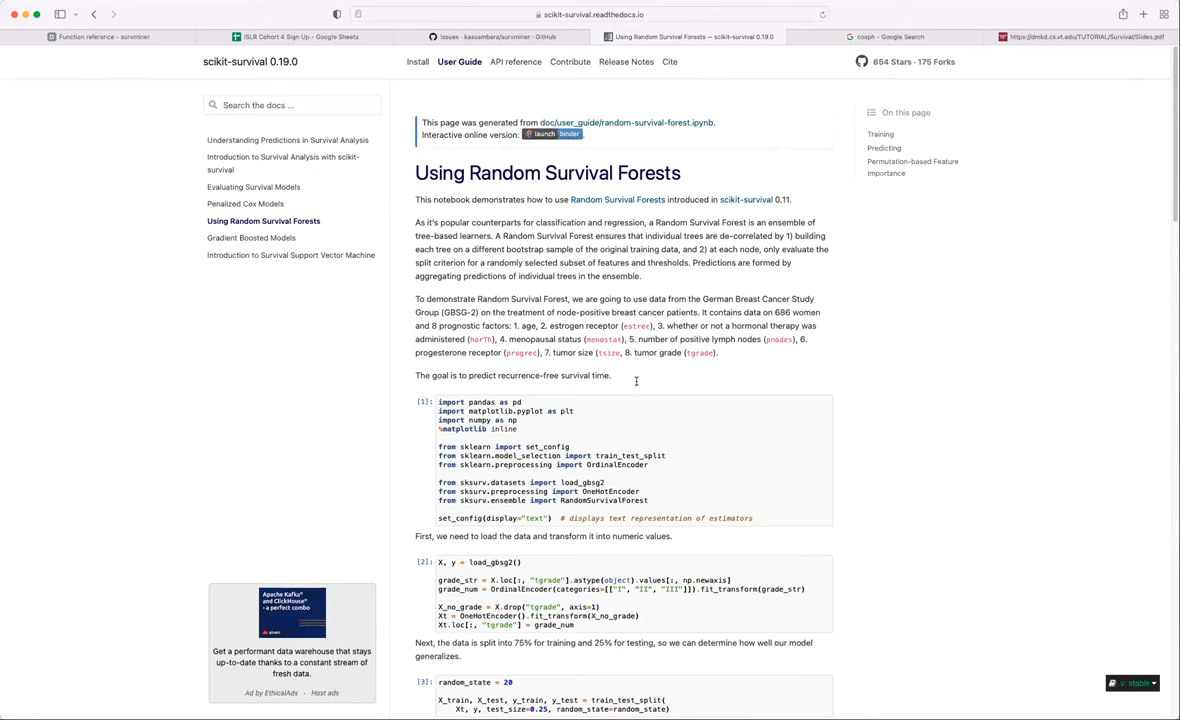 scikit-survival.readthedocs.io
Function reference • survminer
ISLR Cohort 4 Sign Up - Google Sheets
Issues · kassambara/survminer · GitHub
Using Random Survival Forests — scikit-survival 0.19.0
coxph - Google Search
https://dmkd.cs.vt.edu/TUTORIAL/Survival/Slides.pdf
scikit-survival 0.19.0
Install User Guide API reference Contribute Release Notes Cite
854 Stars · 175 Forks
Search the docs ...
Understanding Predictions in Survival Analysis
Introduction to Survival Analysis with scikit-
survival
Evaluating Survival Models
Penalized Cox Models
Using Random Survival Forests
Gradient Boosted Models
Introduction to Survival Support Vector Machine
This page was generated from doc/user_guide/random-survival-forest.ipynb.
Interactive online version: launch binder
Using Random Survival Forests
This notebook demonstrates how to use Random Survival Forests introduced in scikit-survival 0.11.
As it's popular counterparts for classification and regression, a Random Survival Forest is an ensemble of
tree-based learners. A Random Survival Forest ensures that individual trees are de-correlated by 1) building
each tree on a different bootstrap sample of the original training data, and 2) at each node, only evaluate the
split criterion for a randomly selected subset of features and thresholds. Predictions are formed by
aggregating predictions of individual trees in the ensemble.
To demonstrate Random Survival Forest, we are going to use data from the German Breast Cancer Study
Group (GBSG-2) on the treatment of node-positive breast cancer patients. It contains data on 686 women
and 8 prognostic factors: 1. age, 2. estrogen receptor (estrec), 3. whether or not a hormonal therapy was
administered (horTh), 4. menopausal status (menostat), 5. number of positive lymph nodes (pnodes), 6.
progesterone receptor (progrec), 7. tumor size (tsize, 8. tumor grade (tgrade).
The goal is to predict recurrence-free survival time.
[1]: import pandas as pd
import matplotlib.pyplot as plt
import numpy as np
%matplotlib inline
from sklearn import set_config
from sklearn.model_selection import train_test_split
from sklearn.preprocessing import OrdinalEncoder
from sksurv.datasets import load_gbsg2
from sksurv.preprocessing import OneHotEncoder
from sksurv.ensemble import RandomSurvivalForest
set_config(display="text") # displays text representation of estimators
First, we need to load the data and transform it into numeric values.
[2]: X, y = load_gbsg2()
grade_str = X.loc[:, "tgrade"].astype(object).values[:, np.newaxis]
grade_num = OrdinalEncoder(categories=[["I", "II", "III"]]).fit_transform(grade_str)
X_no_grade = X.drop("tgrade", axis=1)
Xt = OneHotEncoder().fit_transform(X_no_grade)
Xt.loc[:, "tgrade"] = grade_num
Next, the data is split into 75% for training and 25% for testing, so we can determine how well our model
generalizes.
[3]: random_state = 20
X_train, X_test, y_train, y_test = train_test_split(
Xt, y, test_size=0.25, random_state=random_state)
On this page
Training
Predicting
Permutation-based Feature
Importance
Apache Kafka®
and ClickHouse®
- a perfect combo
aiven
Get a performant data warehouse that stays
up-to-date thanks to a constant stream of
fresh data.
Ad by EthicalAds · Host ads
v: stable